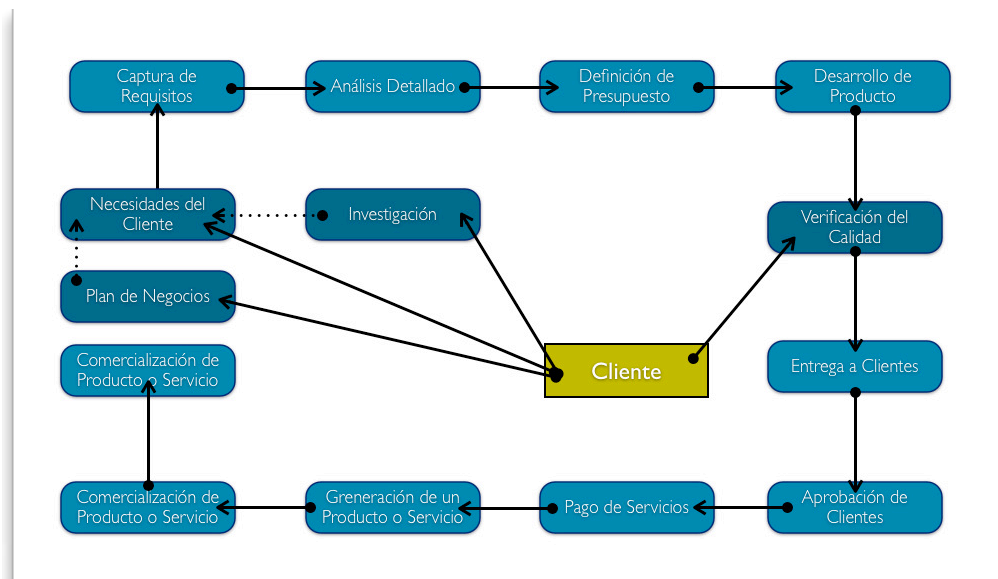 Captura de
Requisitos
Análisis Detallado
Definición de
Presupuesto
Desarrollo de
Producto
Necesidades del
Cliente
Investigación
Verificación del
Calidad
Plan de Negocios
Comercialización de
Producto o Servicio
Cliente
Entrega a Clientes
Comercialización de
Producto o Servicio
Greneración de un
Producto o Servicio
Pago de Servicios
Aprobación de
Clientes